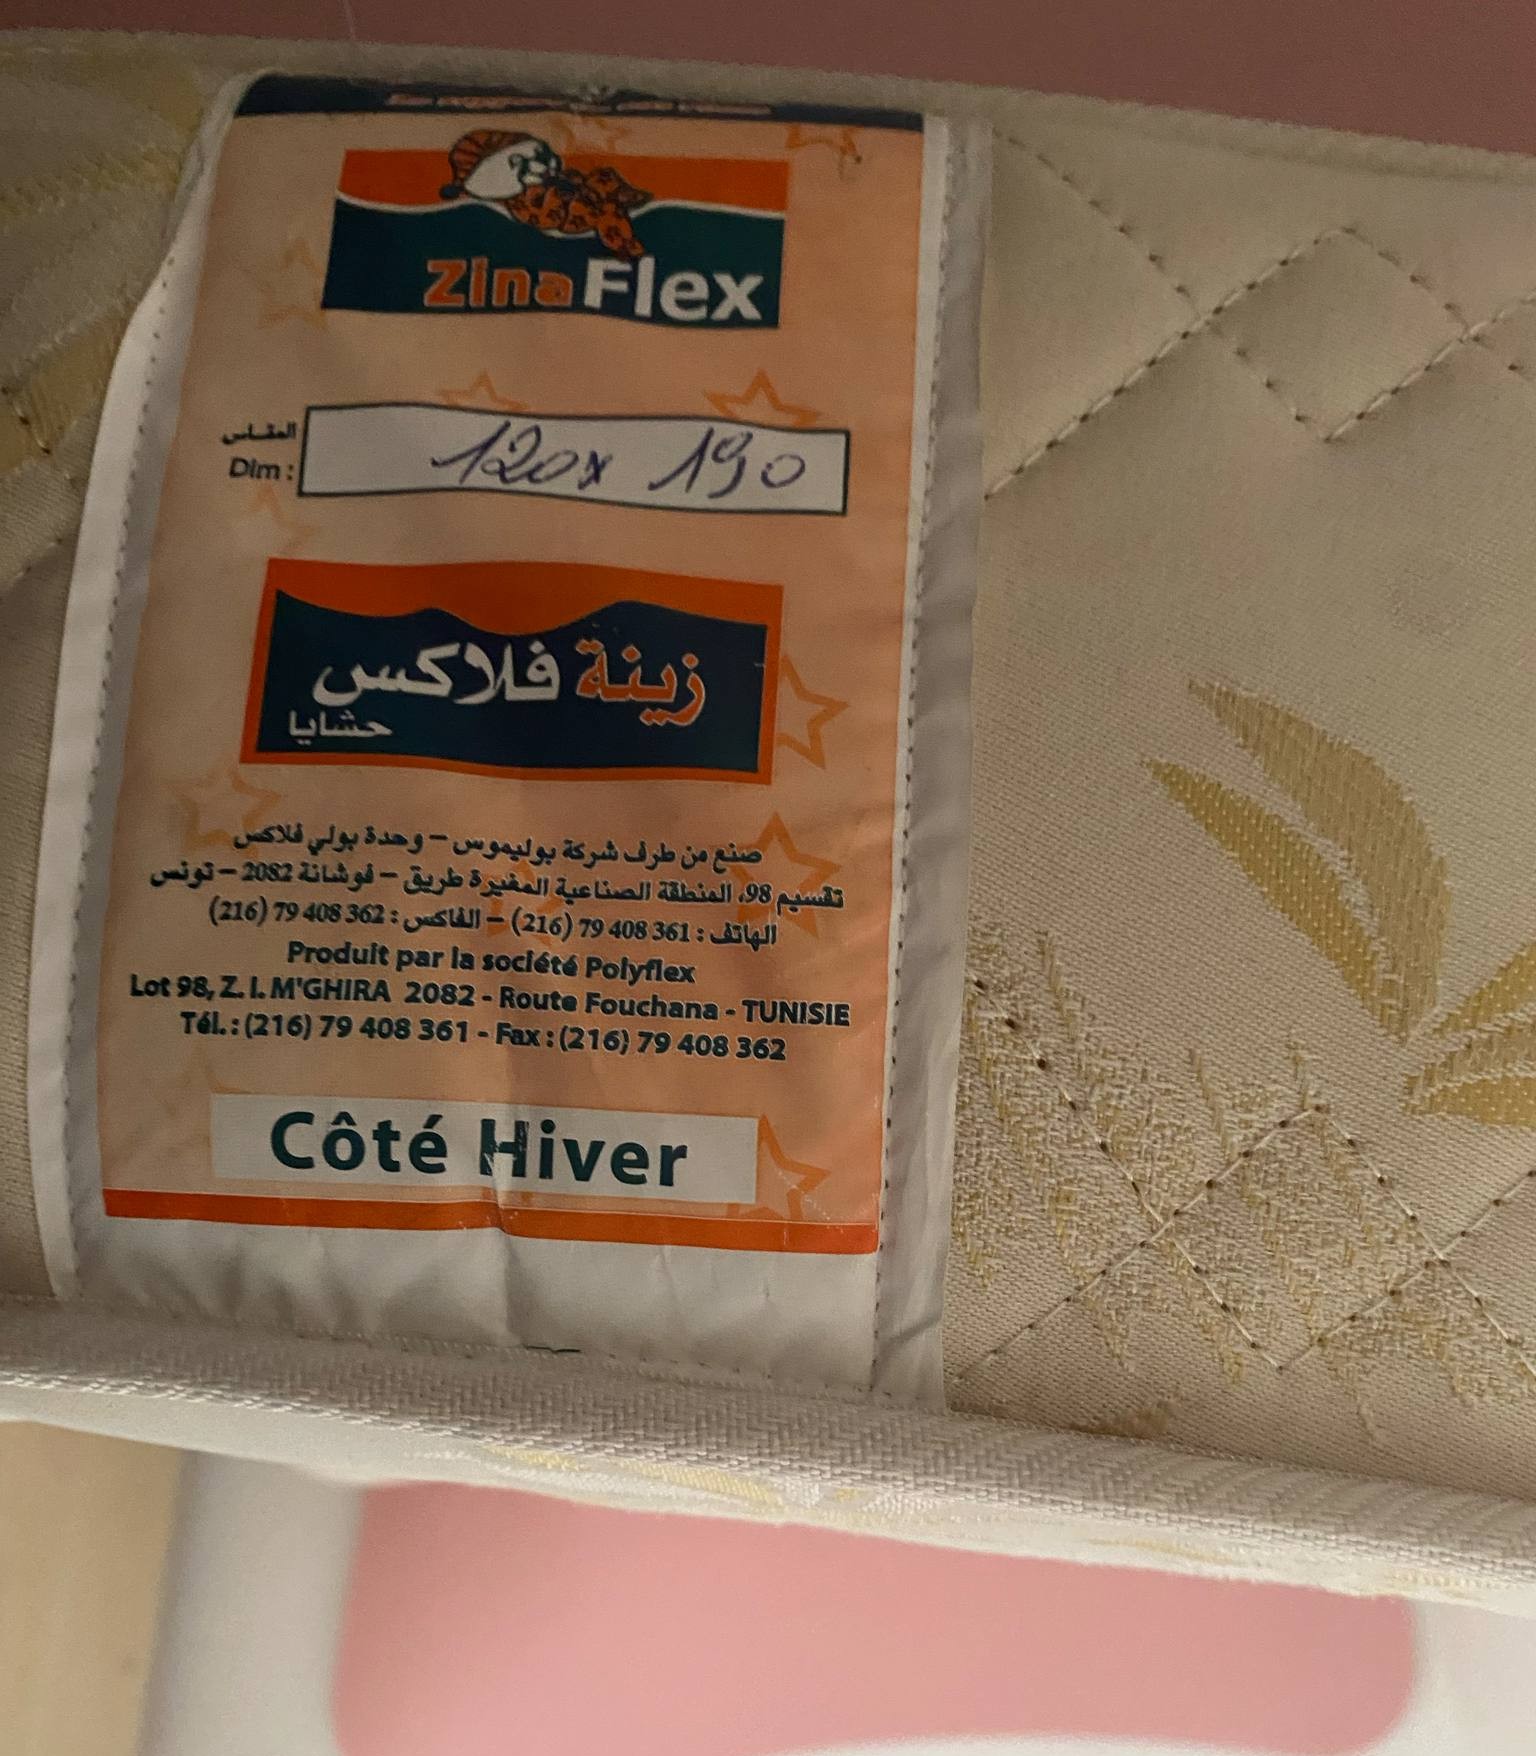 ZinaFlex
المقاس
Dim : 120x 190
زينة فلاكس
حشايا
صنع من طرف شركة بوليموس – وحدة بولي فلاكس
تقسيم 98، المنطقة الصناعية المغيرة طريق – فوشانة 2082 – تونس
الهاتف : 361 408 79 (216) – الفاكس : 362 408 79 (216)
Produit par la société Polyflex
Lot 98, Z. I. M'GHIRA 2082 - Route Fouchana - TUNISIE
Tél. : (216) 79 408 361 - Fax : (216) 79 408 362
Côté Hiver